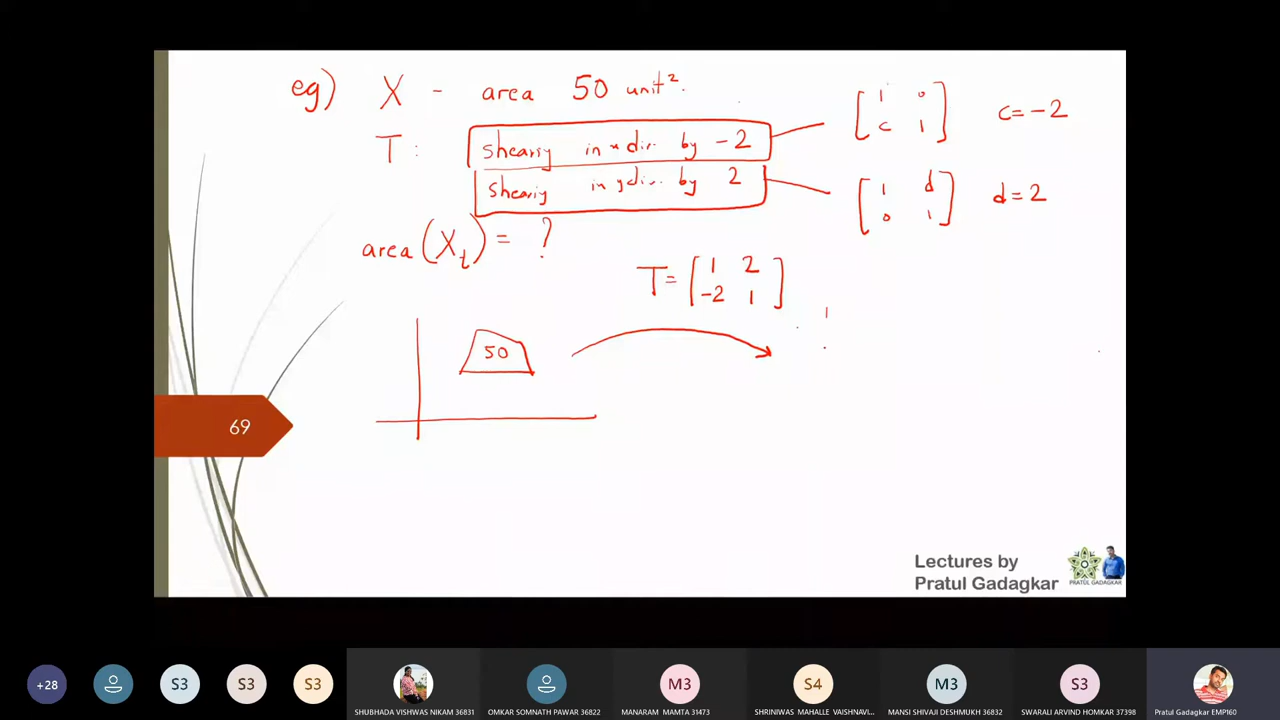 eg) X - area 50 unit².
T: shearing in x dir. by -2
shearing in y dir. by 2
[1 0
c 1] c = -2
[1 d
0 1] d = 2
area (X_t) = ?
T = [1 2
-2 1]
50
69
Lectures by
Pratul Gadagkar
PRATUL GADAGKAR
+28 S3 S3 S3 M3 S4 M3 S3
SHUBHADA VISHWAS NIKAM 36831 OMKAR SOMNATH PAWAR 36822 MANARAM MAMTA 31473 SHRINIWAS MAHALLE VAISHNAVI... MANSI SHIVAJI DESHMUKH 36832 SWARALI ARVIND HOMKAR 37398 Pratul Gadagkar EMP160